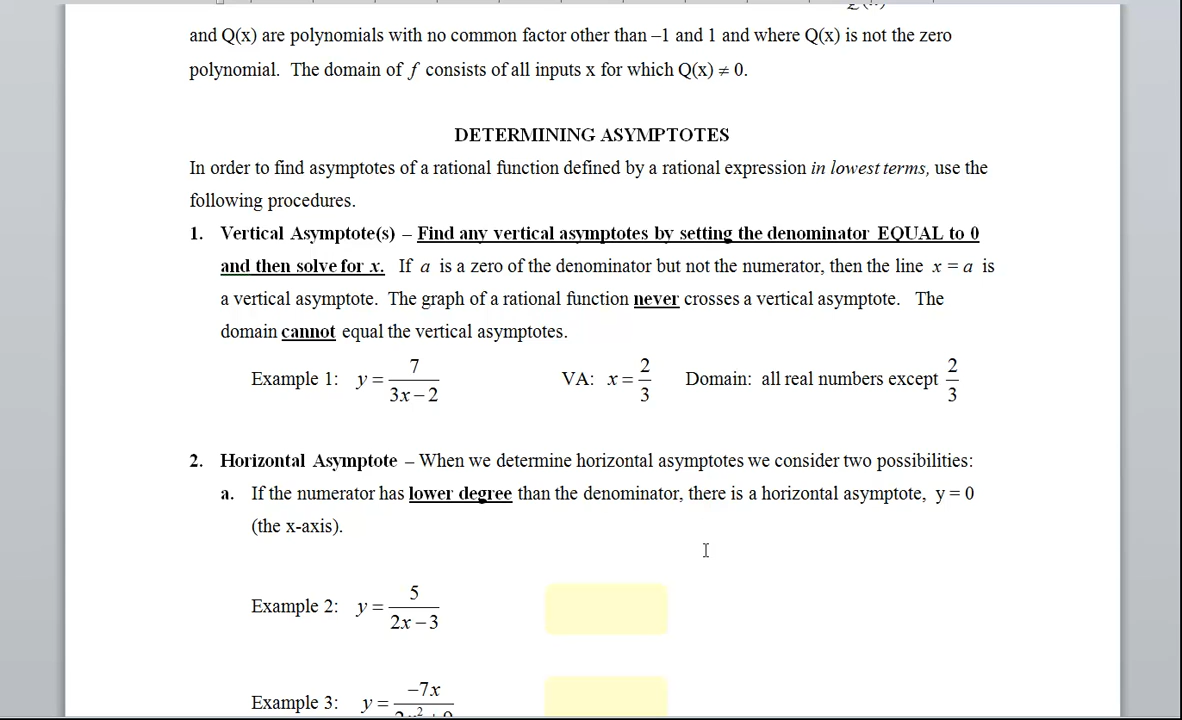 and Q(x) are polynomials with no common factor other than –1 and 1 and where Q(x) is not the zero
polynomial. The domain of f consists of all inputs x for which Q(x) ≠ 0.
DETERMINING ASYMPTOTES
In order to find asymptotes of a rational function defined by a rational expression in lowest terms, use the
following procedures.
1. Vertical Asymptote(s) – Find any vertical asymptotes by setting the denominator EQUAL to 0
and then solve for x. If a is a zero of the denominator but not the numerator, then the line x = a is
a vertical asymptote. The graph of a rational function never crosses a vertical asymptote. The
domain cannot equal the vertical asymptotes.
Example 1: y = 7/(3x – 2) VA: x = 2/3 Domain: all real numbers except 2/3
2. Horizontal Asymptote – When we determine horizontal asymptotes we consider two possibilities:
a. If the numerator has lower degree than the denominator, there is a horizontal asymptote, y = 0
(the x-axis).
Example 2: y = 5/(2x – 3)
Example 3: y = –7x